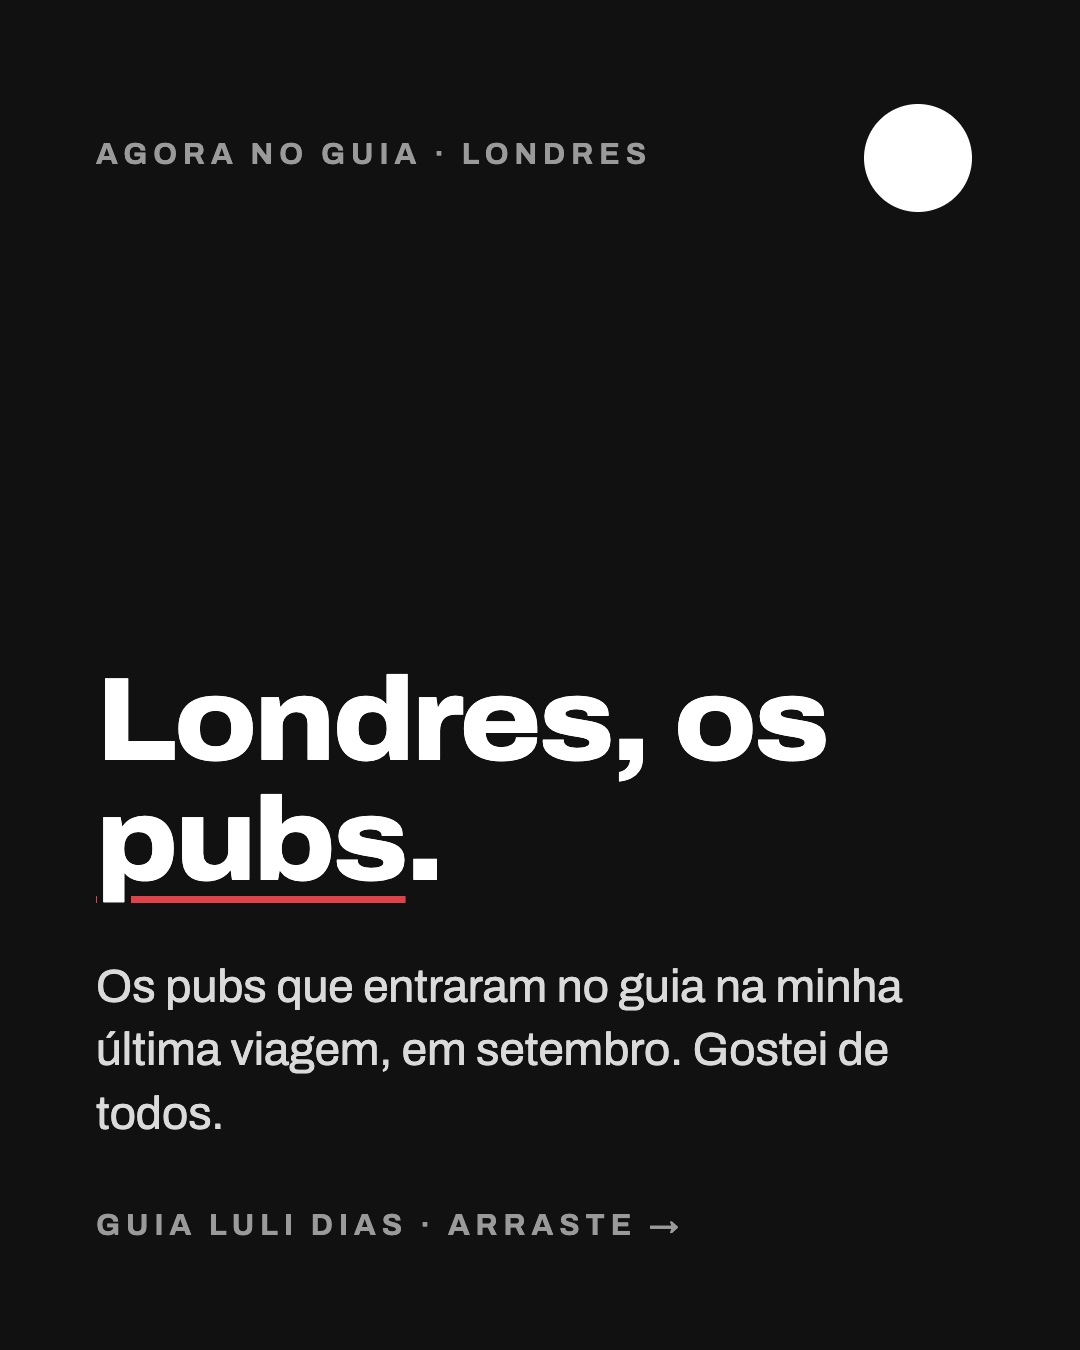 AGORA NO GUIA · LONDRES
Londres, os
pubs.
Os pubs que entraram no guia na minha
última viagem, em setembro. Gostei de
todos.
GUIA LULI DIAS · ARRASTE →